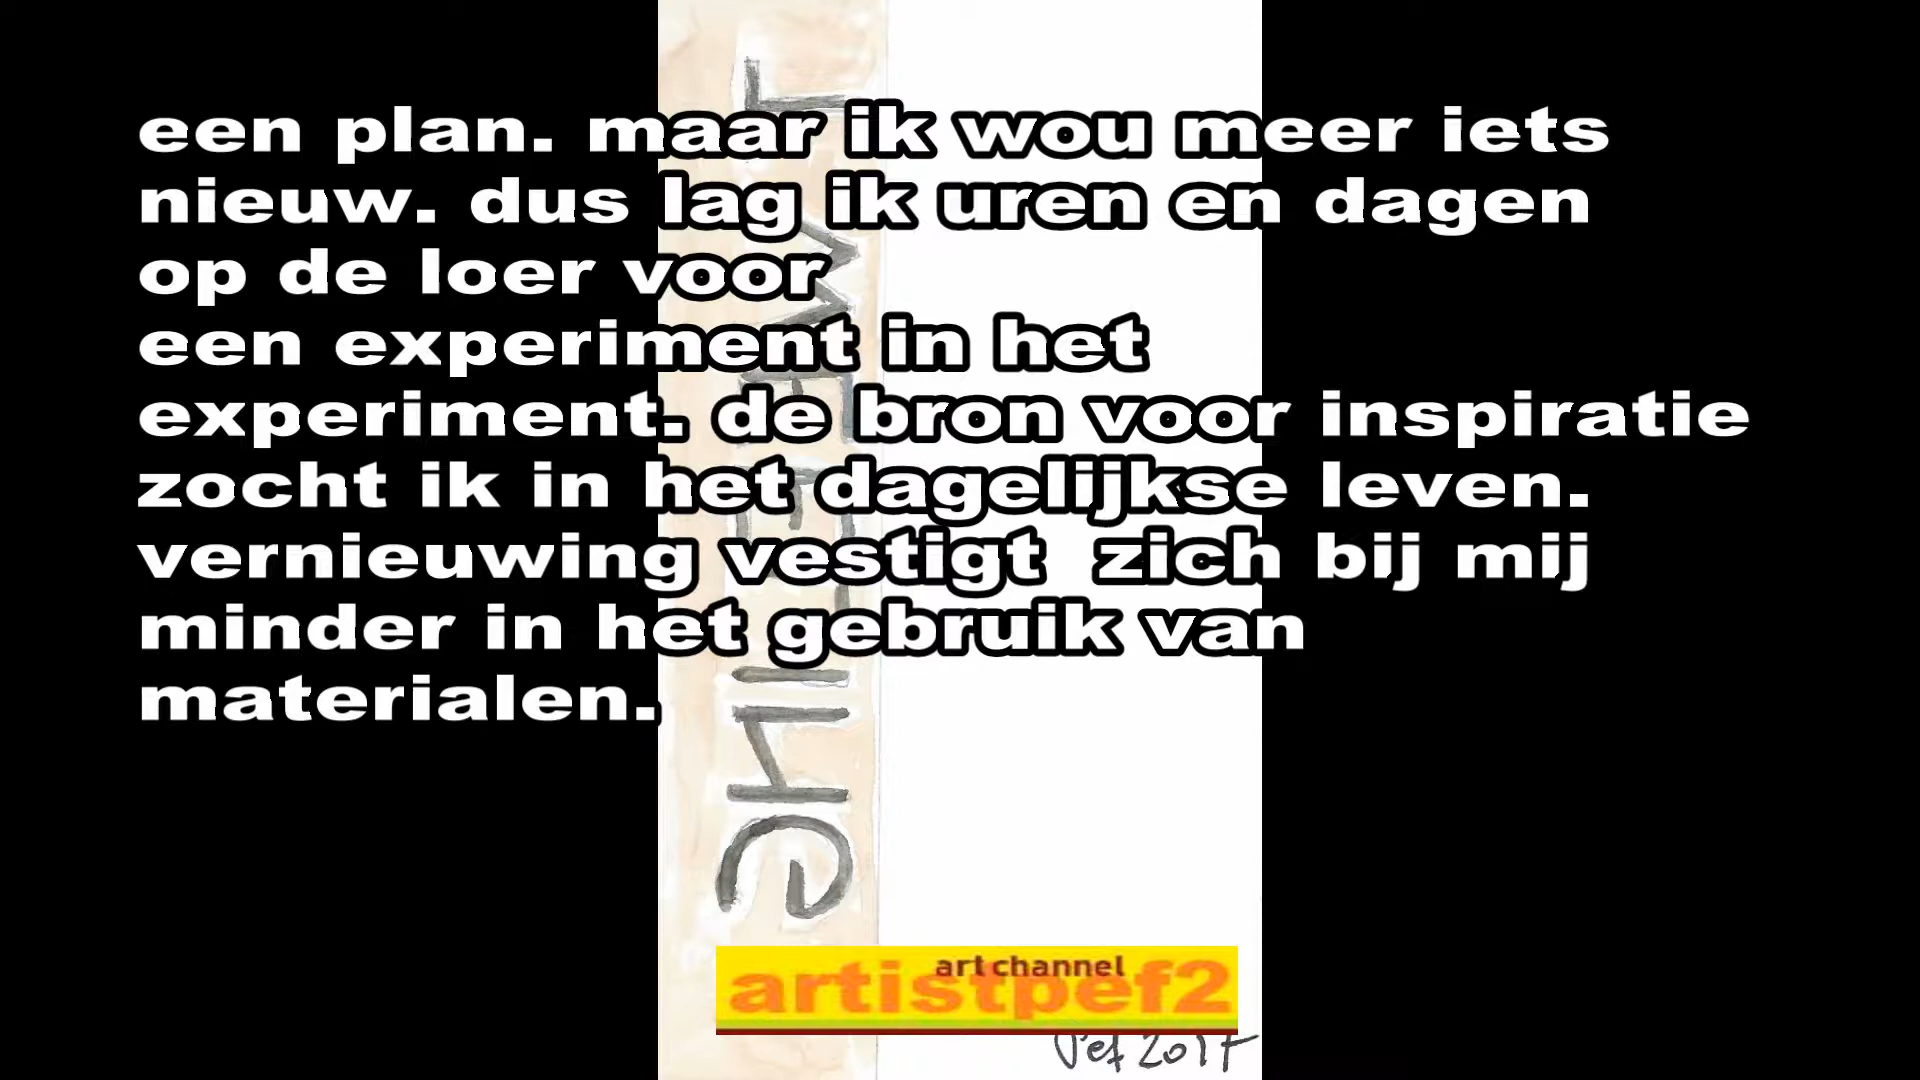 een plan. maar ik wou meer iets
nieuw. dus lag ik uren en dagen
op de loer voor
een experiment in het
experiment. de bron voor inspiratie
zocht ik in het dagelijkse leven.
vernieuwing vestigt zich bij mij
minder in het gebruik van
materialen.
art channel
artistpef2
Pef 2017